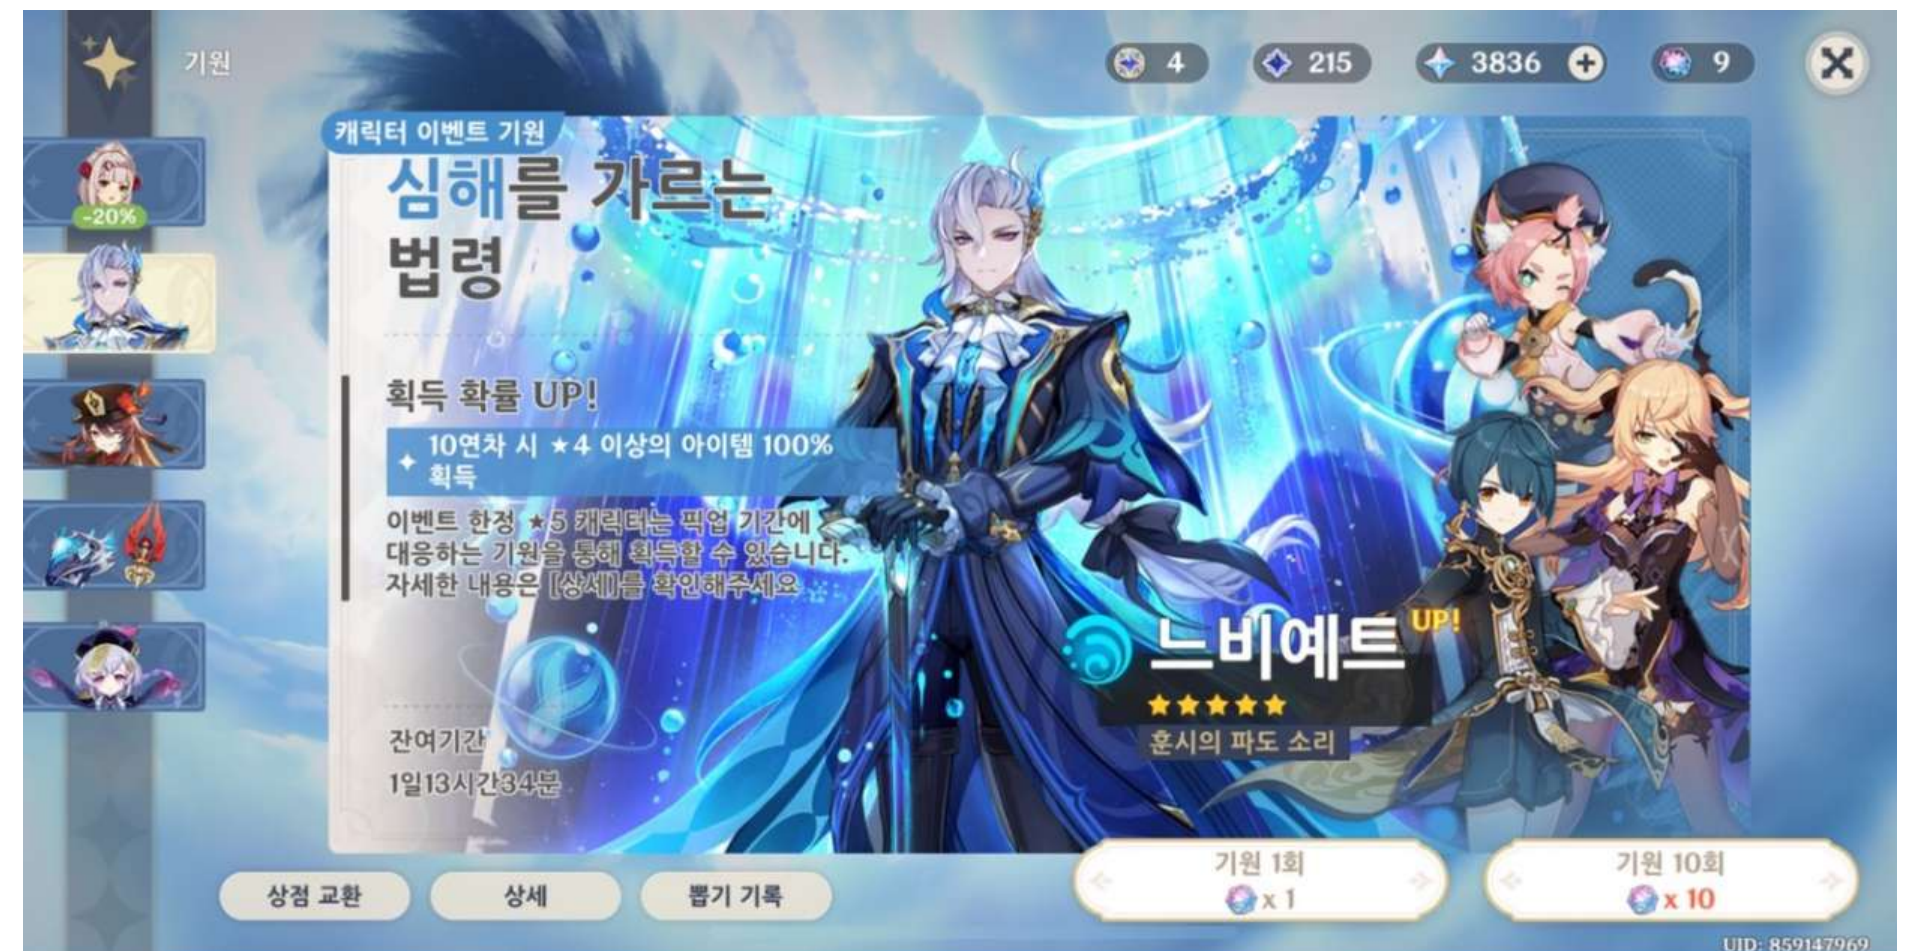 기원
4
215
3836
9
-20%
캐릭터 이벤트 기원
심해를 가르는
법령
획득 확률 UP!
10연차 시 ★4 이상의 아이템 100%
획득
이벤트 한정 ★5 캐릭터는 픽업 기간에
대응하는 기원을 통해 획득할 수 있습니다.
자세한 내용은 [상세]를 확인해주세요
느비예트 UP!
훈시의 파도 소리
잔여기간
1일13시간34분
상점 교환
상세
뽑기 기록
기원 1회
x 1
기원 10회
x 10
UID: 859147969